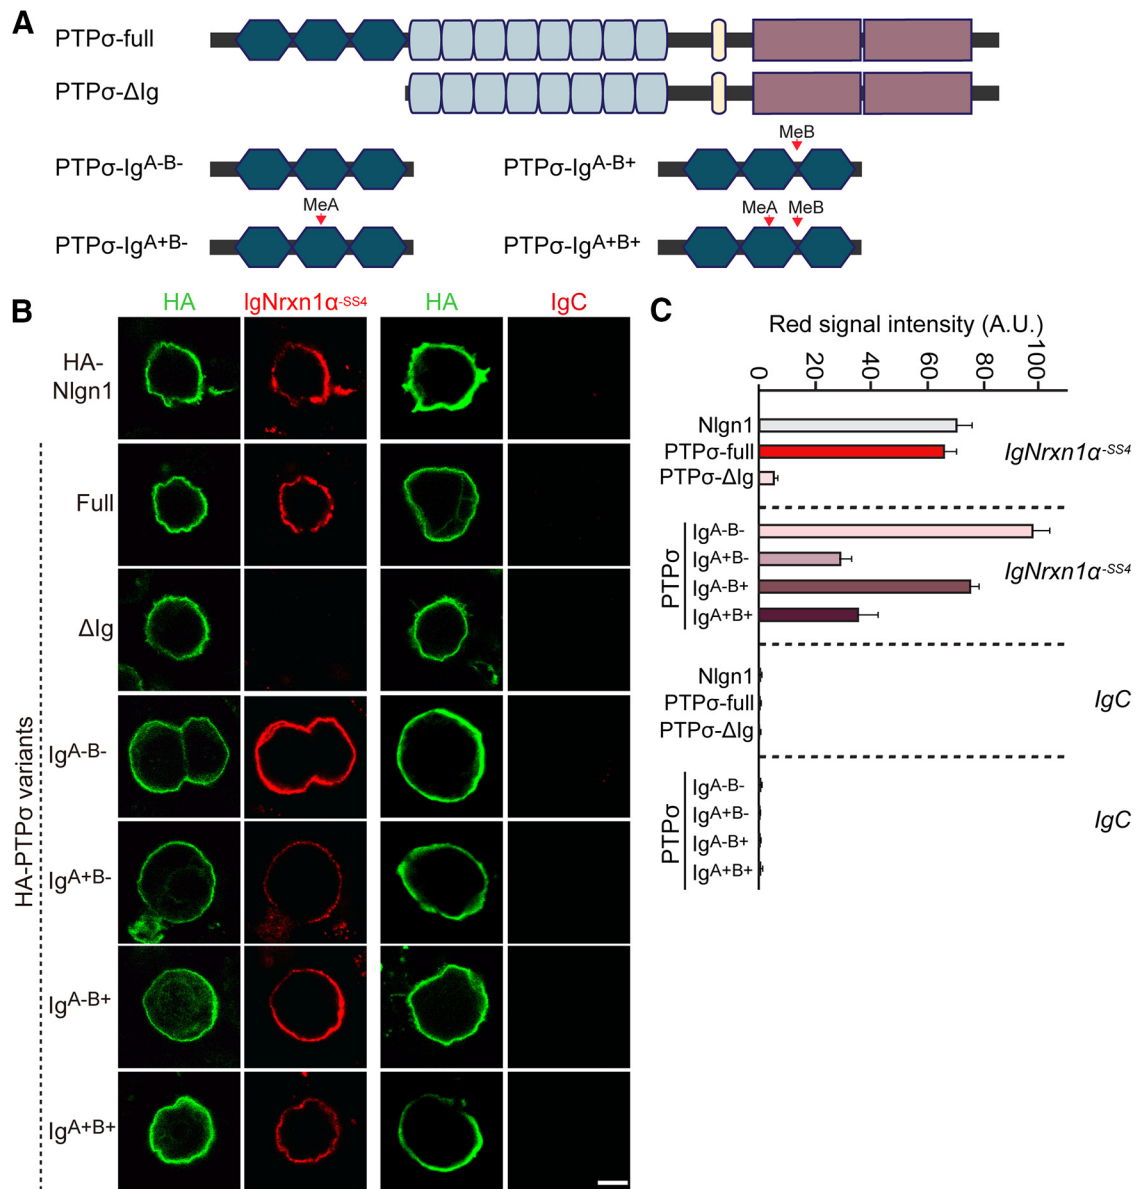 A
PTPσ-full
PTPσ-ΔIg
PTPσ-IgA-B-
PTPσ-IgA-B+
MeB
PTPσ-IgA+B-
MeA
PTPσ-IgA+B+
MeA MeB
B
HA IgNrxn1α-SS4 HA IgC
HA-
Nlgn1
HA-PTPσ variants
Full
ΔIg
IgA-B-
IgA+B-
IgA-B+
IgA+B+
C
Red signal intensity (A.U.)
0 20 40 60 80 100
Nlgn1
PTPσ-full
PTPσ-ΔIg
IgNrxn1α-SS4
PTPσ
IgA-B-
IgA+B-
IgA-B+
IgA+B+
IgNrxn1α-SS4
Nlgn1
PTPσ-full
PTPσ-ΔIg
IgC
PTPσ
IgA-B-
IgA+B-
IgA-B+
IgA+B+
IgC